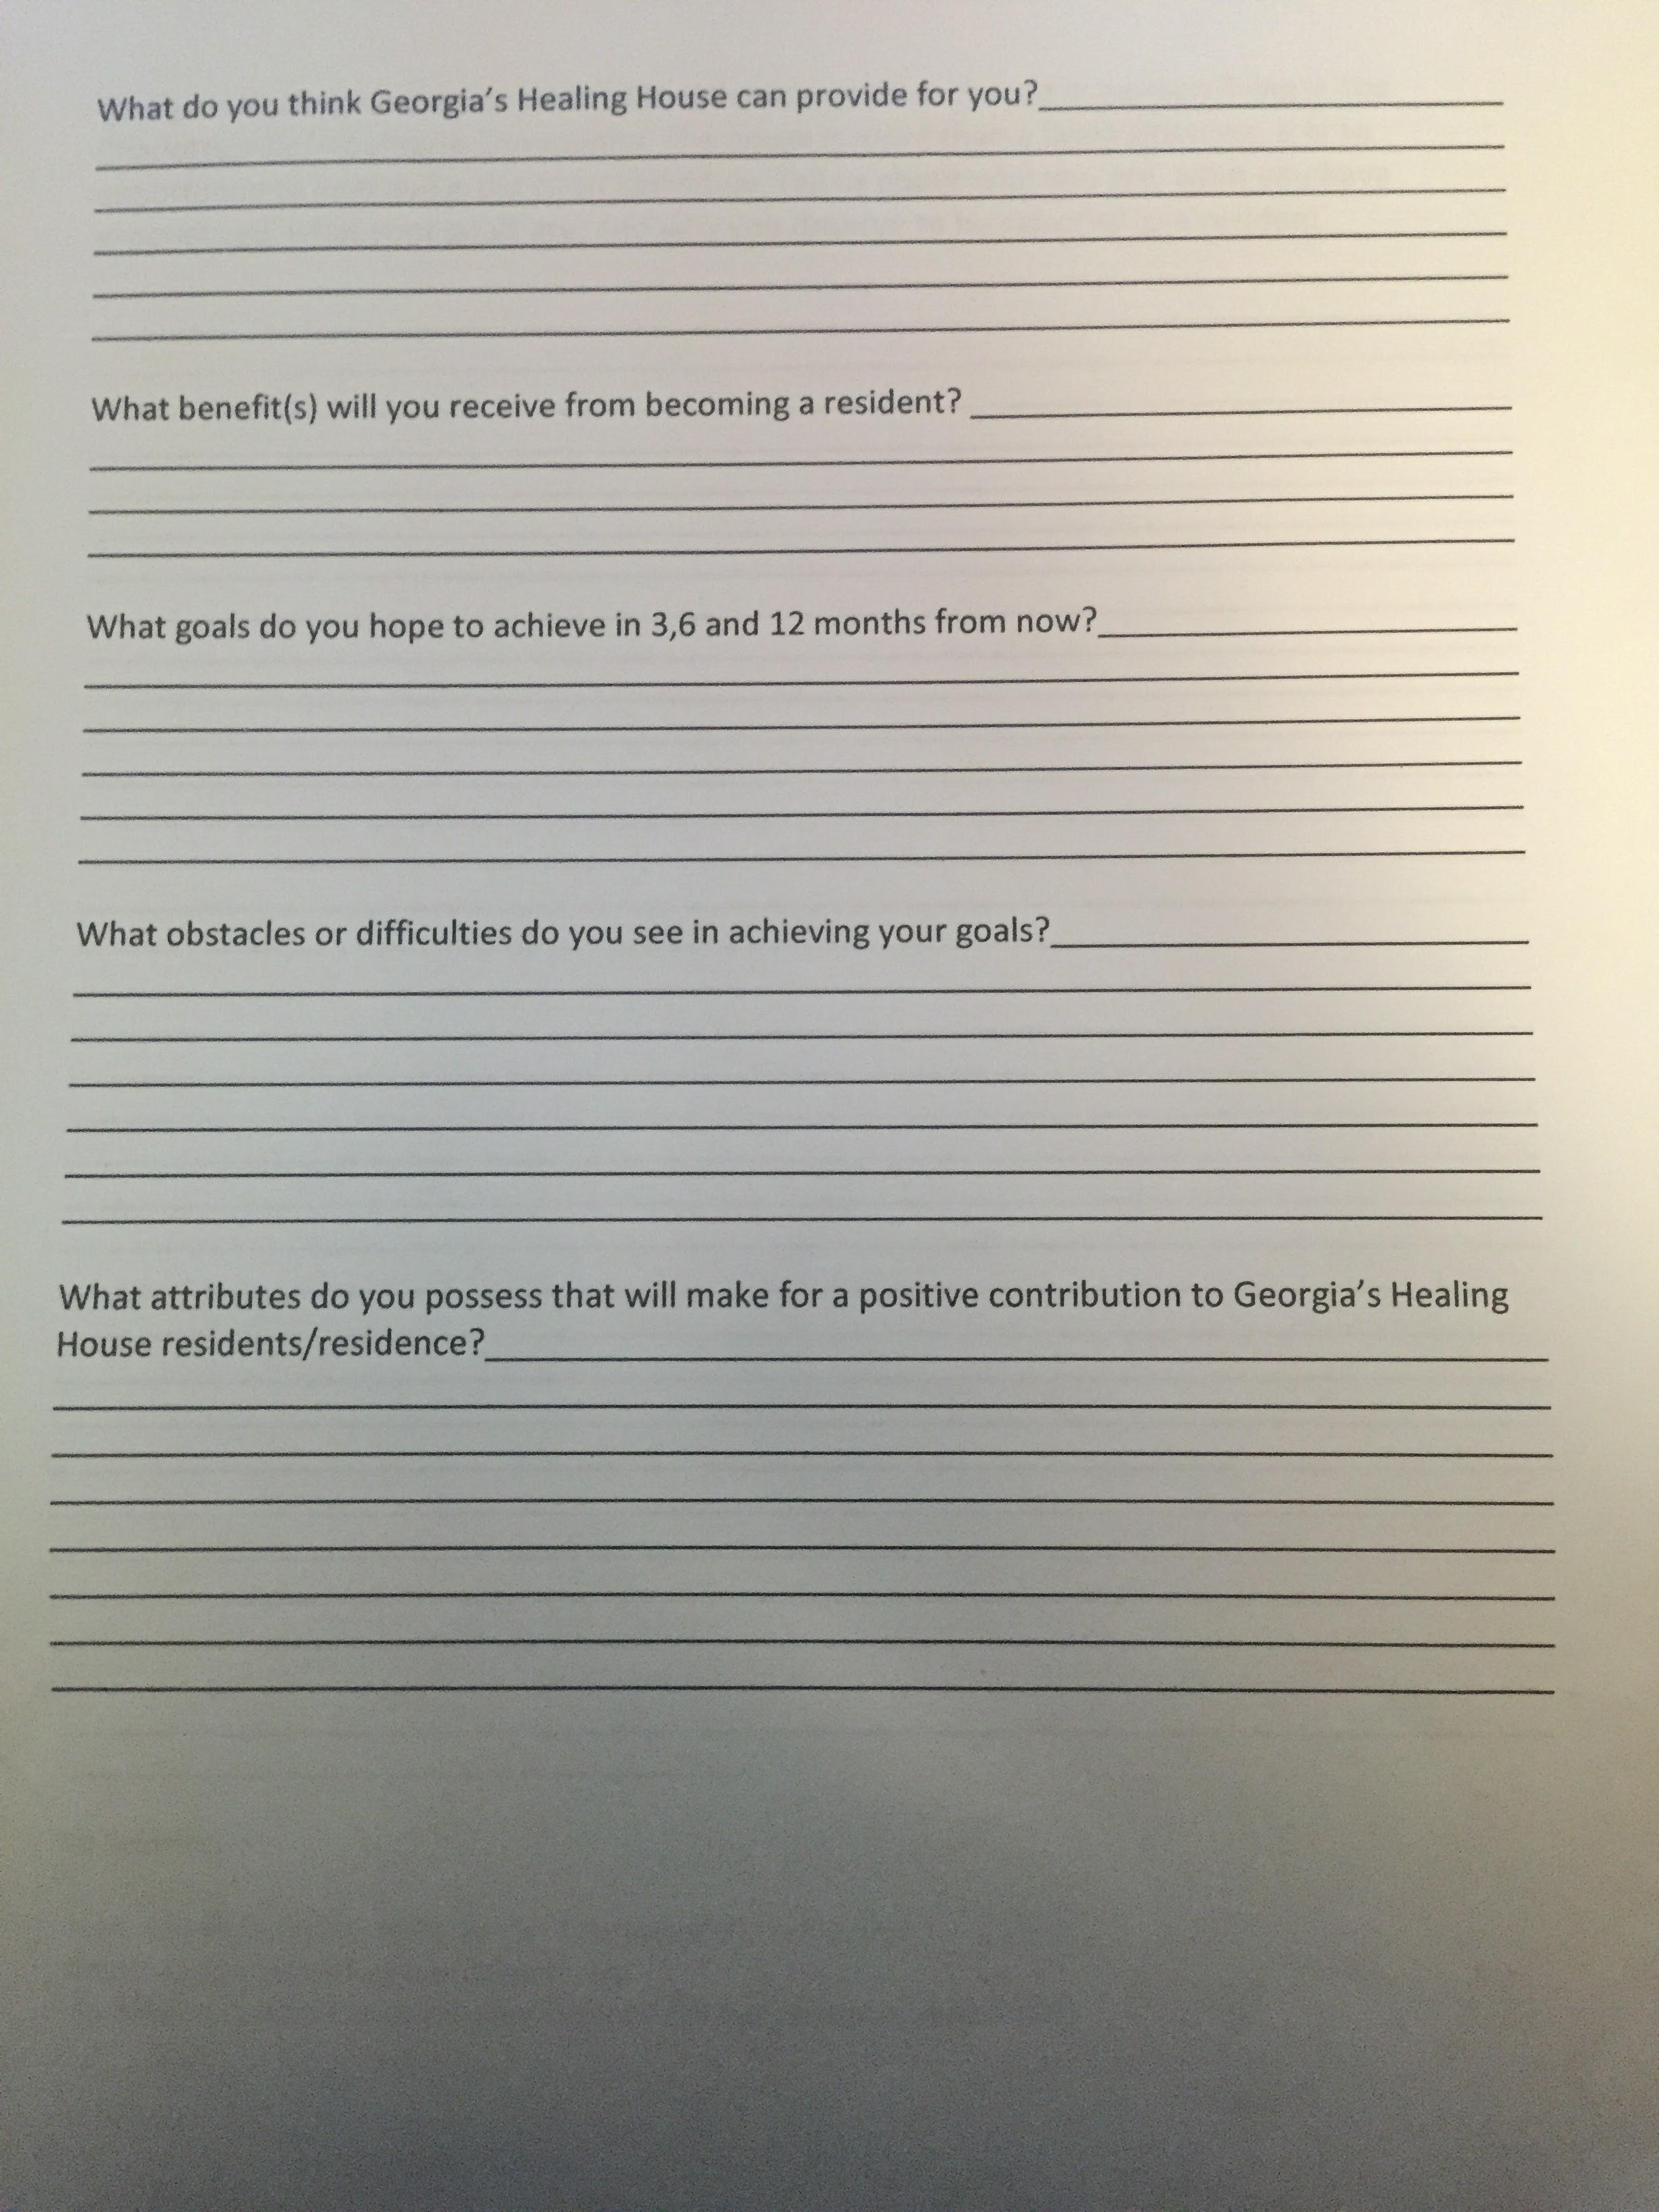 What do you think Georgia's Healing House can provide for you?
What benefit(s) will you receive from becoming a resident?
What goals do you hope to achieve in 3,6 and 12 months from now?
What obstacles or difficulties do you see in achieving your goals?
What attributes do you possess that will make for a positive contribution to Georgia's Healing
House residents/residence?